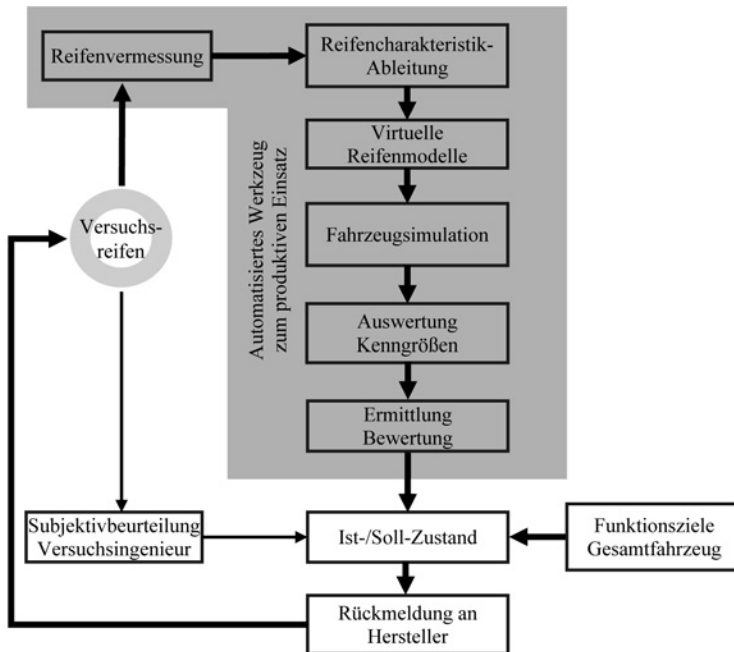 Reifenvermessung
Reifencharakteristik-
Ableitung
Virtuelle
Reifenmodelle
Versuchs-
reifen
Automatisiertes Werkzeug
zum produktiven Einsatz
Fahrzeugsimulation
Auswertung
Kenngrößen
Ermittlung
Bewertung
Subjektivbeurteilung
Versuchsingenieur
Ist-/Soll-Zustand
Funktionsziele
Gesamtfahrzeug
Rückmeldung an
Hersteller